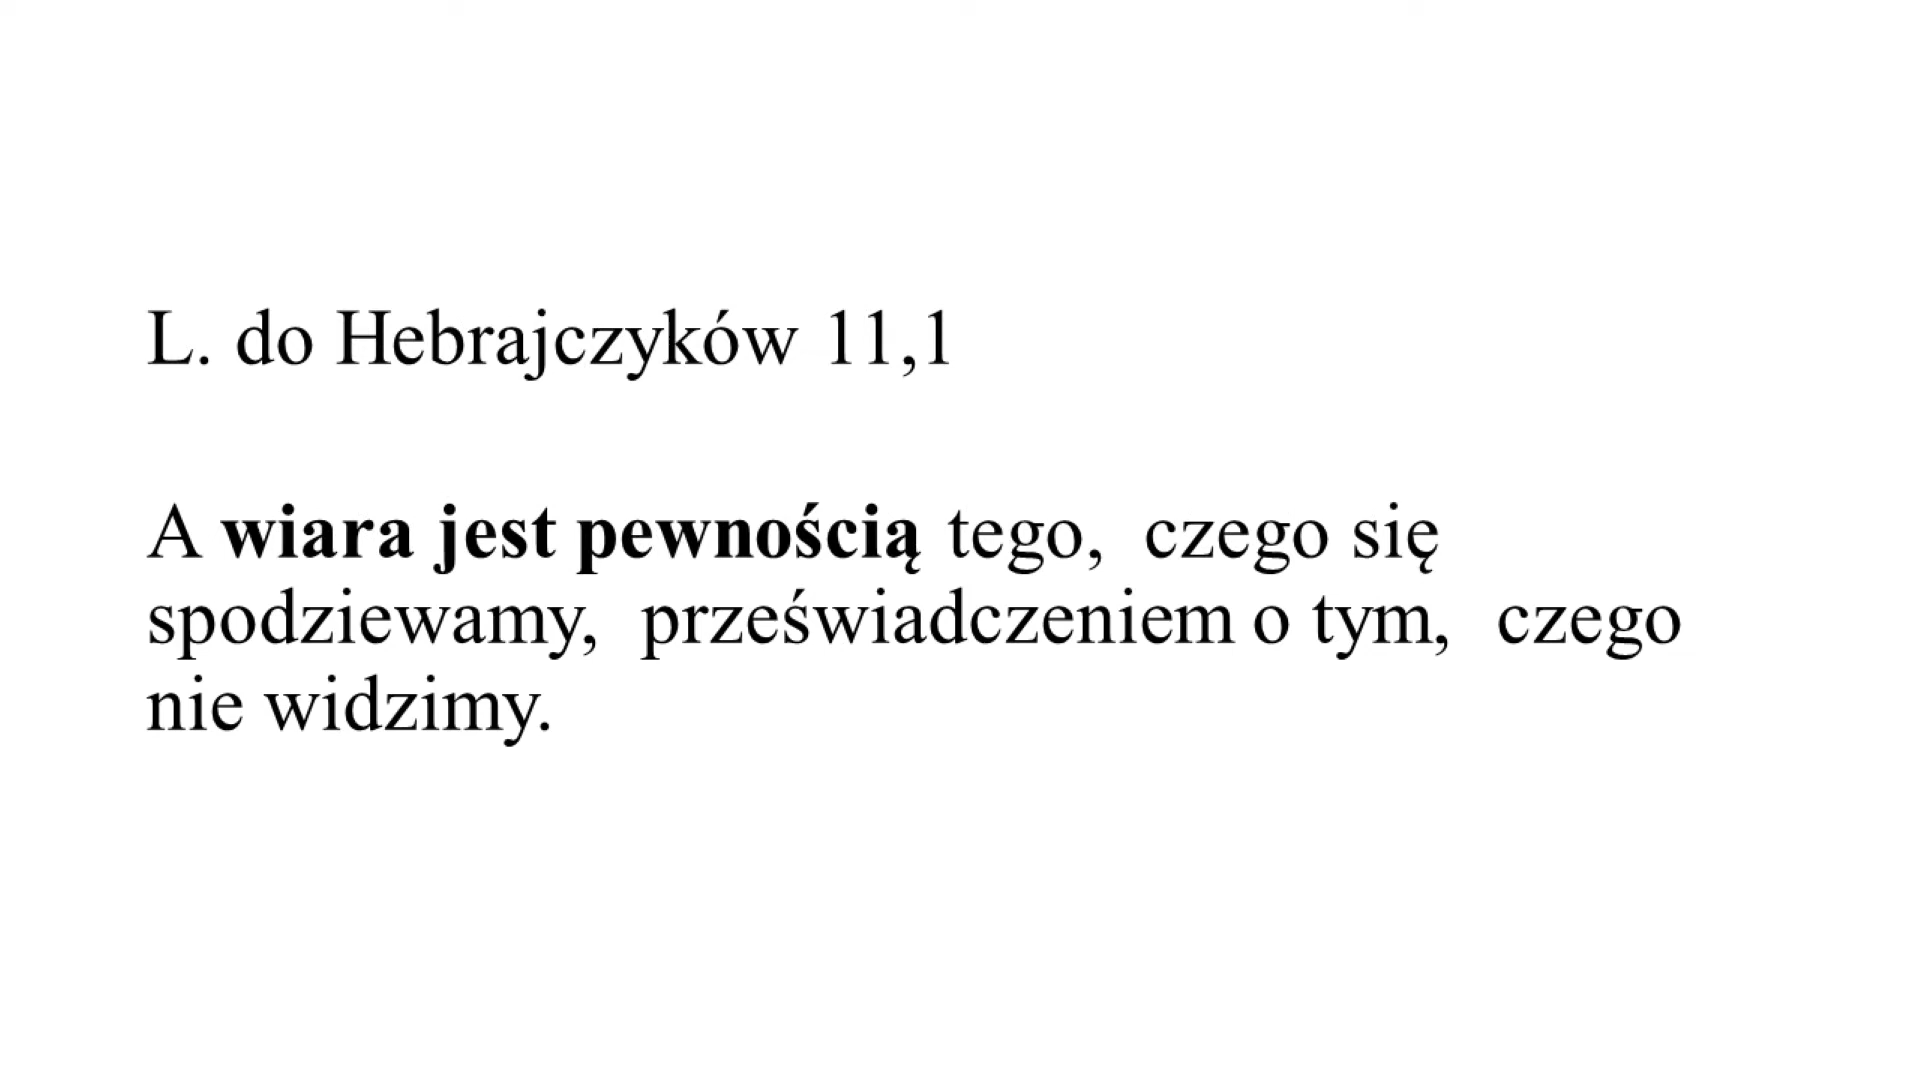 L. do Hebrajczyków 11,1
A wiara jest pewnością tego, czego się
spodziewamy, przeświadczeniem o tym, czego
nie widzimy.